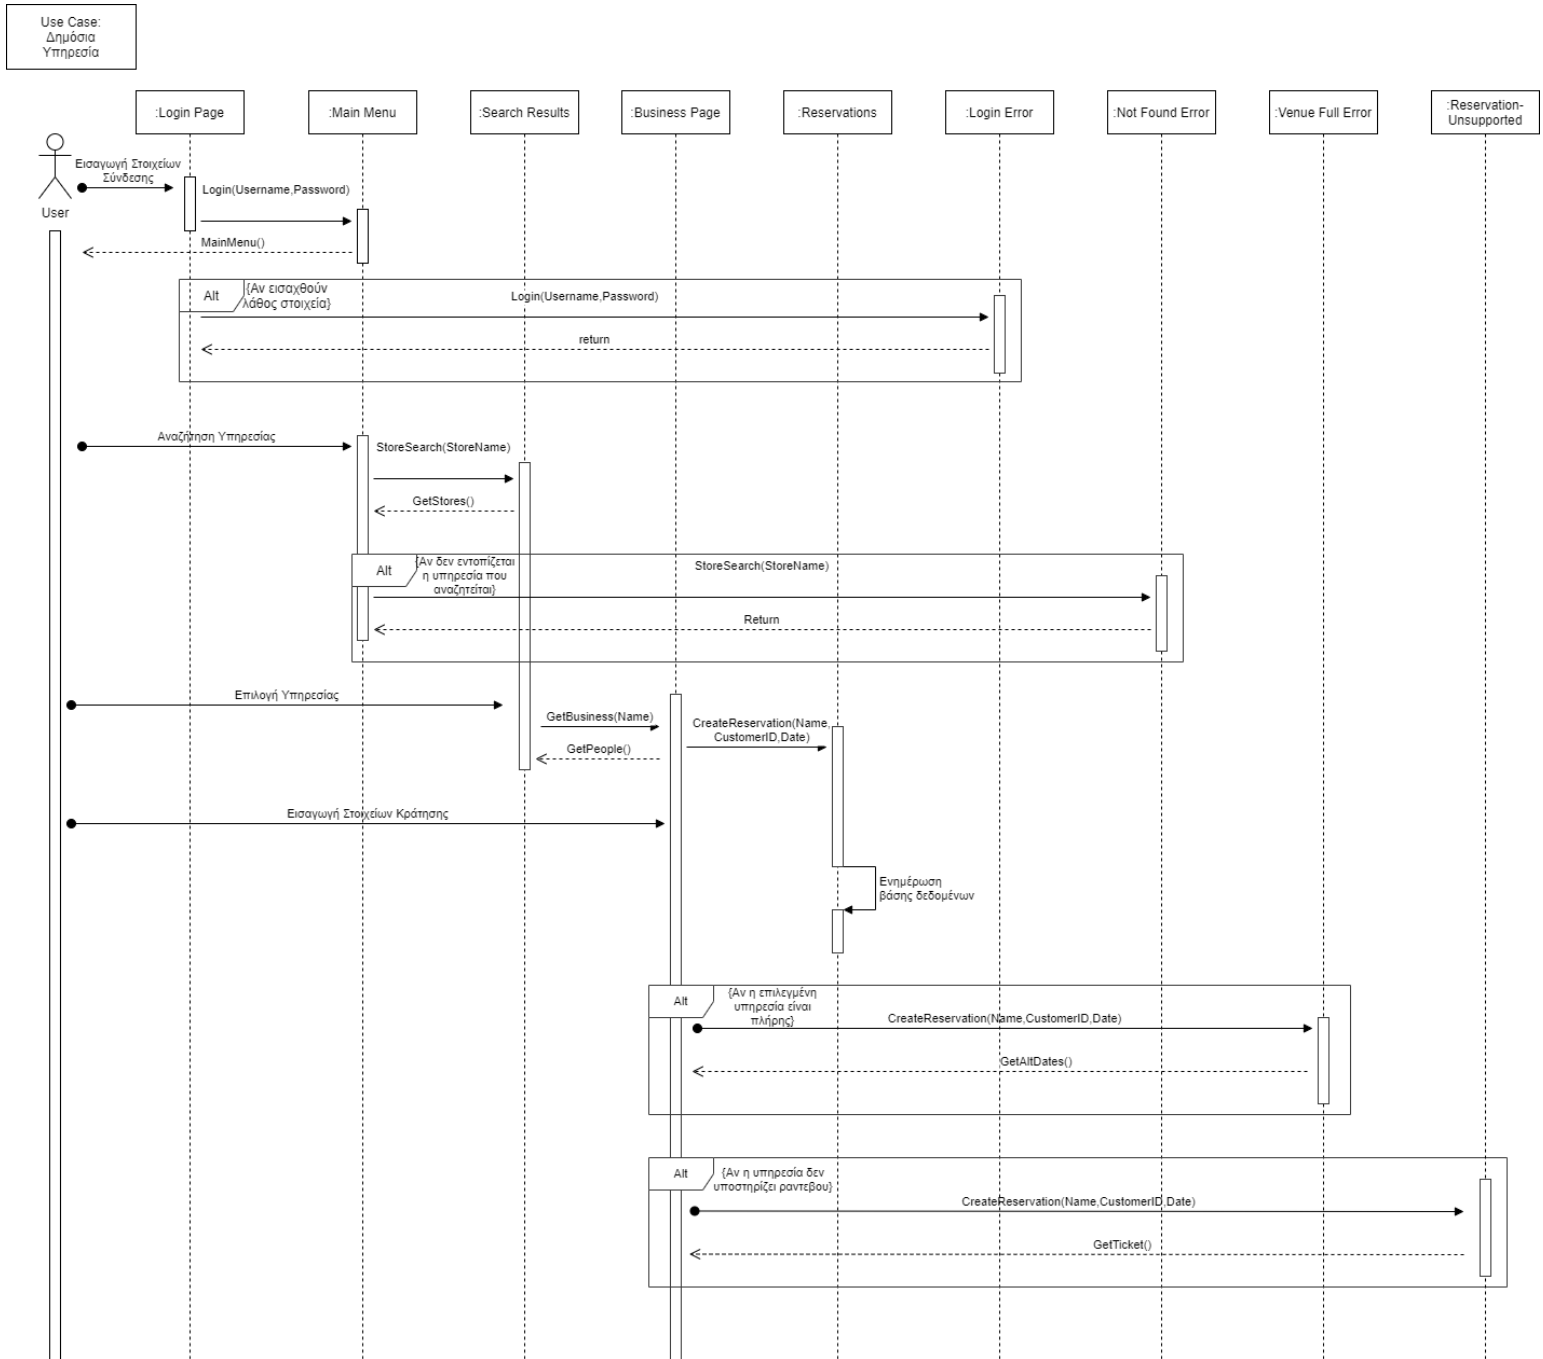 Use Case:
Δημόσια
Υπηρεσία
:Login Page
:Main Menu
:Search Results
:Business Page
:Reservations
:Login Error
:Not Found Error
:Venue Full Error
:Reservation-
Unsupported
Εισαγωγή Στοιχείων
Σύνδεσης
User
Login(Username,Password)
MainMenu()
Alt
{Αν εισαχθούν
λάθος στοιχεία}
Login(Username,Password)
return
Αναζήτηση Υπηρεσίας
StoreSearch(StoreName)
GetStores()
Alt
{Αν δεν εντοπίζεται
η υπηρεσία που
αναζητείται}
StoreSearch(StoreName)
Return
Επιλογή Υπηρεσίας
GetBusiness(Name)
GetPeople()
CreateReservation(Name,
CustomerID,Date)
Εισαγωγή Στοιχείων Κράτησης
Ενημέρωση
βάσης δεδομένων
Alt
{Αν η επιλεγμένη
υπηρεσία είναι
πλήρης}
CreateReservation(Name,CustomerID,Date)
GetAltDates()
Alt
{Αν η υπηρεσία δεν
υποστηρίζει ραντεβου}
CreateReservation(Name,CustomerID,Date)
GetTicket()